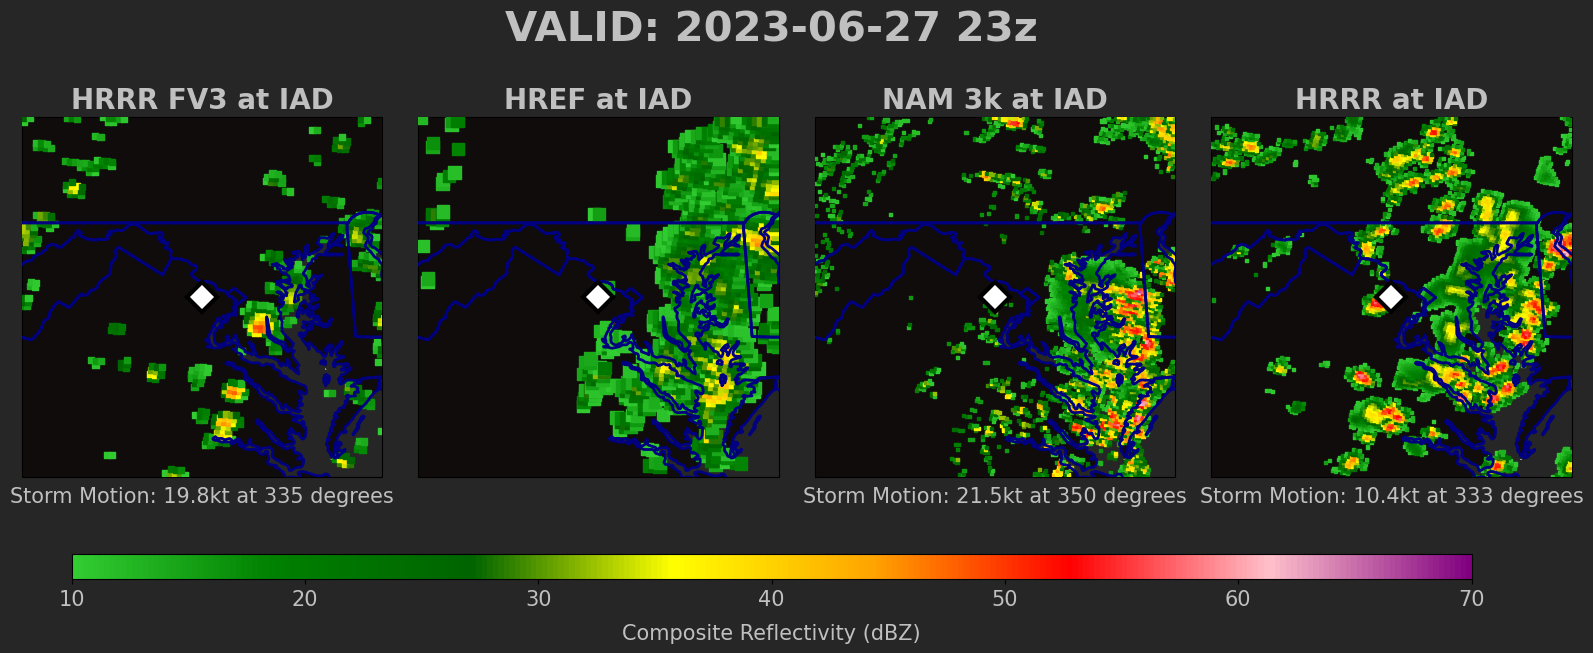 VALID: 2023-06-27 23z
HRRR FV3 at IAD
HREF at IAD
NAM 3k at IAD
HRRR at IAD
Storm Motion: 19.8kt at 335 degrees
Storm Motion: 21.5kt at 350 degrees
Storm Motion: 10.4kt at 333 degrees
10 20 30 40 50 60 70
Composite Reflectivity (dBZ)